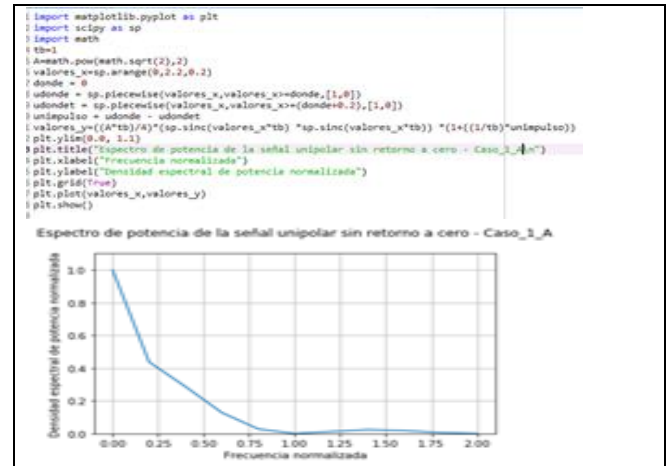 import matplotlib.pyplot as plt
import scipy as sp
import math
tb=1
A=math.pow(math.sqrt(2),2)
valores_x=sp.arange(0,2.2,0.2)
donde = 0
udonde = sp.piecewise(valores_x,valores_x>=donde,[1,0])
udondet = sp.piecewise(valores_x,valores_x>=(donde+0.2),[1,0])
unimpulso = udonde - udondet
valores_y=((A*tb)/4)*(sp.sinc(valores_x*tb) *sp.sinc(valores_x*tb)) *(1+((1/tb)*unimpulso))
plt.ylim(0.0, 1.1)
plt.title("Espectro de potencia de la señal unipolar sin retorno a cero - Caso_1_A\n")
plt.xlabel("Frecuencia normalizada")
plt.ylabel("Densidad espectral de potencia normalizada")
plt.grid(True)
plt.plot(valores_x,valores_y)
plt.show()
Espectro de potencia de la señal unipolar sin retorno a cero - Caso_1_A
Densidad espectral de potencia normalizada
1.0
0.8
0.6
0.4
0.2
0.0
0.00 0.25 0.50 0.75 1.00 1.25 1.50 1.75 2.00
Frecuencia normalizada